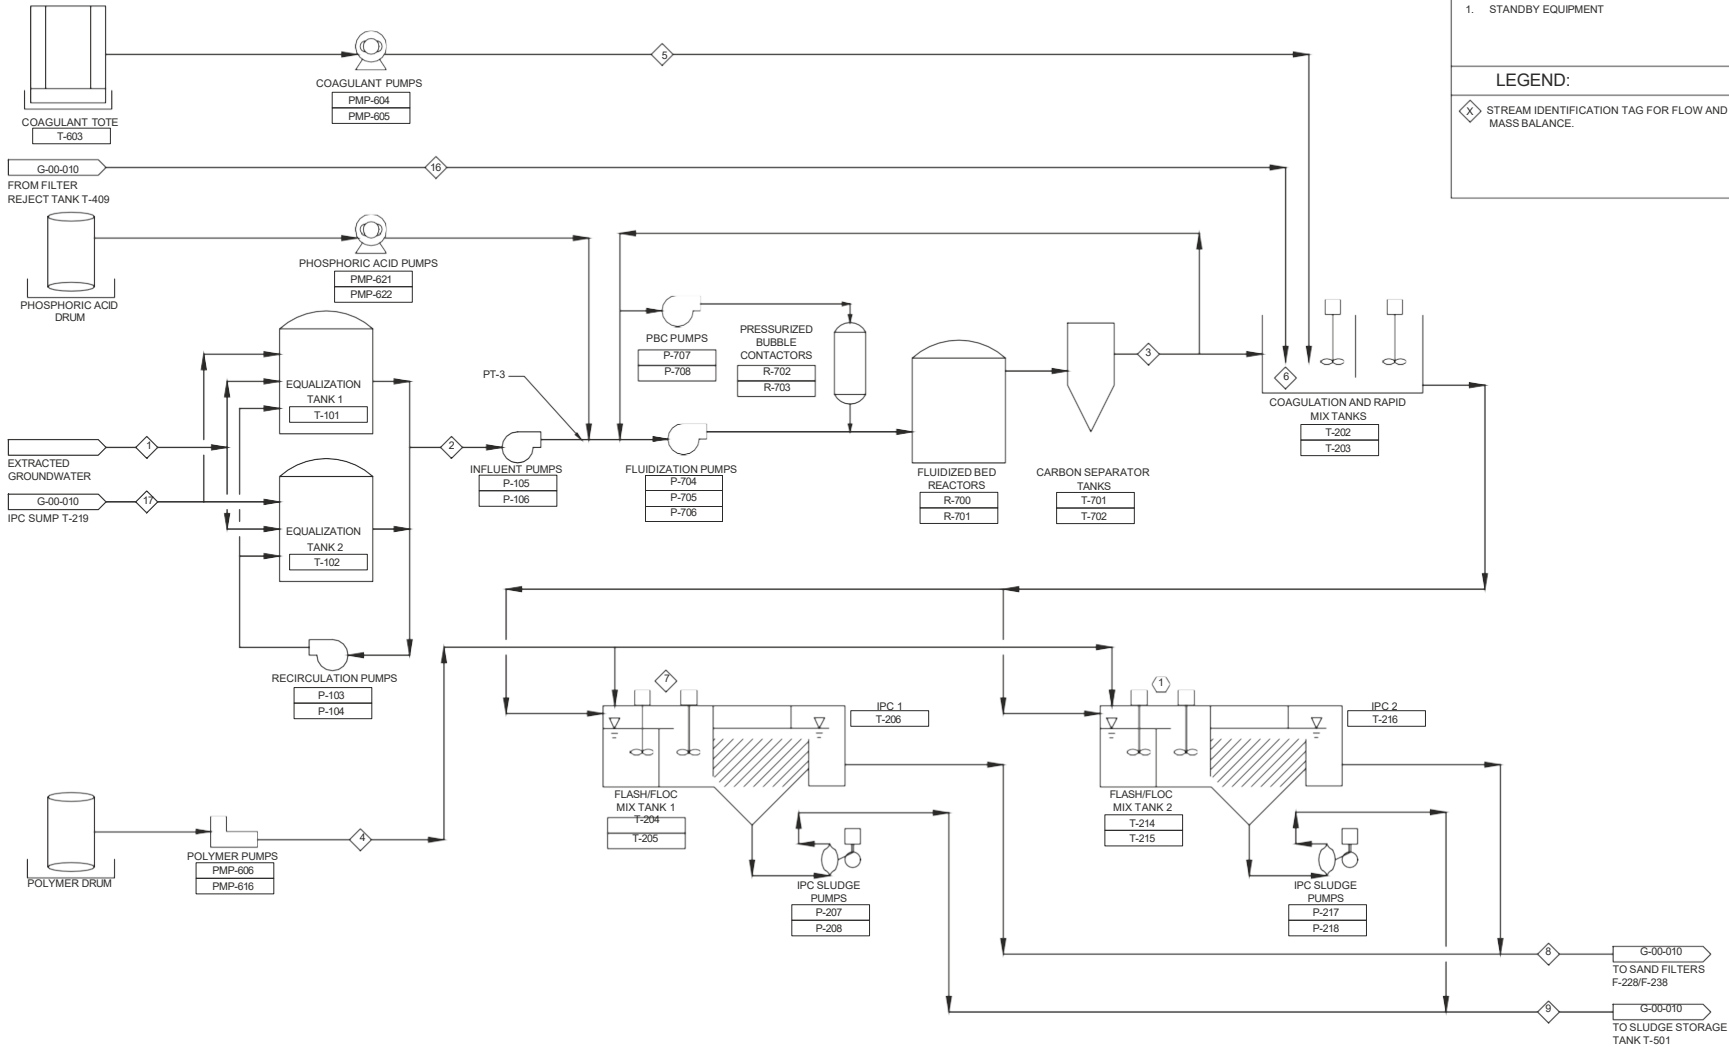 1. STANDBY EQUIPMENT
LEGEND:
X STREAM IDENTIFICATION TAG FOR FLOW AND
MASS BALANCE.
COAGULANT TOTE
T-603
COAGULANT PUMPS
PMP-604
PMP-605
5
G-00-010
FROM FILTER
REJECT TANK T-409
16
PHOSPHORIC ACID
DRUM
PHOSPHORIC ACID PUMPS
PMP-621
PMP-622
EQUALIZATION
TANK 1
T-101
EXTRACTED
GROUNDWATER
1
G-00-010
IPC SUMP T-219
17
EQUALIZATION
TANK 2
T-102
RECIRCULATION PUMPS
P-103
P-104
2
INFLUENT PUMPS
P-105
P-106
PT-3
PBC PUMPS
P-707
P-708
PRESSURIZED
BUBBLE
CONTACTORS
R-702
R-703
FLUIDIZATION PUMPS
P-704
P-705
P-706
FLUIDIZED BED
REACTORS
R-700
R-701
CARBON SEPARATOR
TANKS
T-701
T-702
3
6
COAGULATION AND RAPID
MIX TANKS
T-202
T-203
POLYMER DRUM
POLYMER PUMPS
PMP-606
PMP-616
4
7
IPC 1
T-206
FLASH/FLOC
MIX TANK 1
T-204
T-205
IPC SLUDGE
PUMPS
P-207
P-208
1
IPC 2
T-216
FLASH/FLOC
MIX TANK 2
T-214
T-215
IPC SLUDGE
PUMPS
P-217
P-218
8
G-00-010
TO SAND FILTERS
F-228/F-238
9
G-00-010
TO SLUDGE STORAGE
TANK T-501